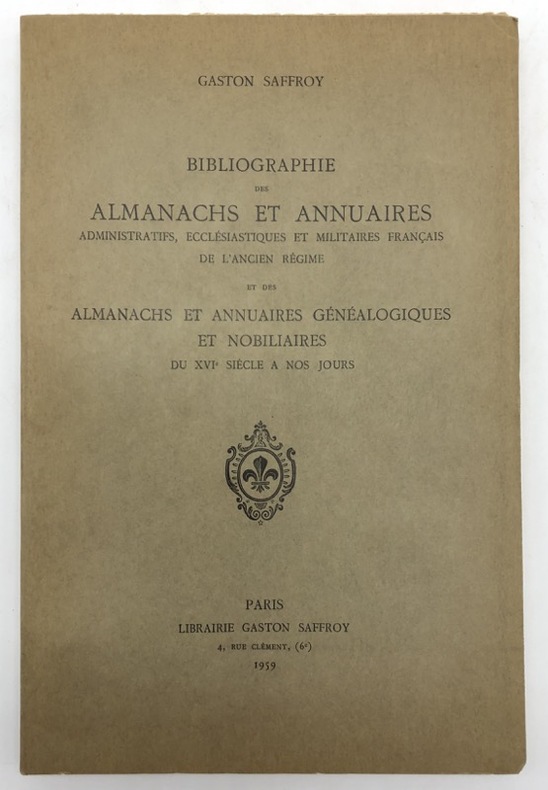 GASTON SAFFROY
BIBLIOGRAPHIE
DES
ALMANACHS ET ANNUAIRES
ADMINISTRATIFS, ECCLÉSIASTIQUES ET MILITAIRES FRANÇAIS
DE L'ANCIEN RÉGIME
ET DES
ALMANACHS ET ANNUAIRES GÉNÉALOGIQUES
ET NOBILIAIRES
DU XVIe SIÈCLE A NOS JOURS
PARIS
LIBRAIRIE GASTON SAFFROY
4, RUE CLÉMENT, (6e)
1959